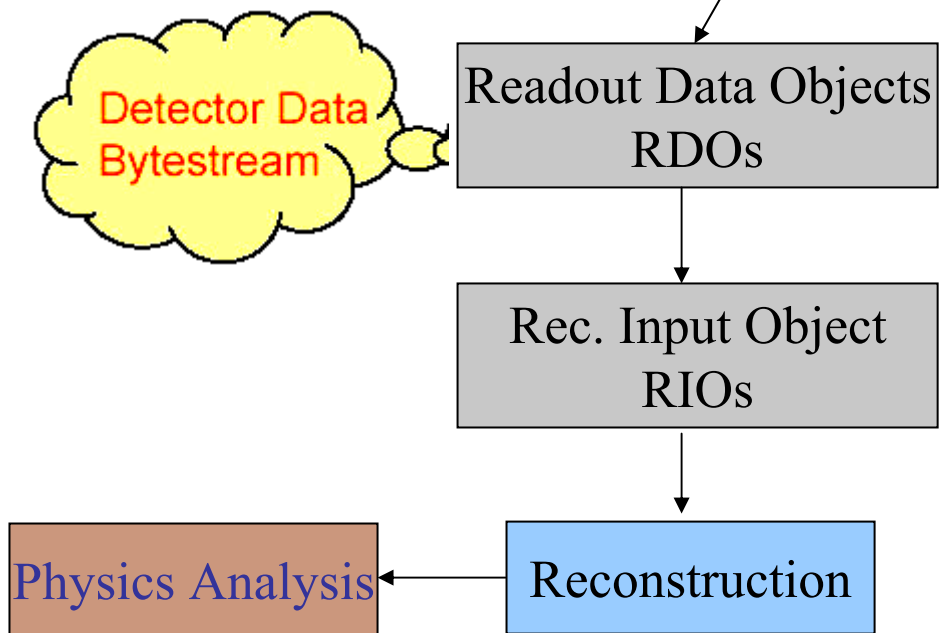 Detector Data
Bytestream
Readout Data Objects
RDOs
Rec. Input Object
RIOs
Physics Analysis
Reconstruction